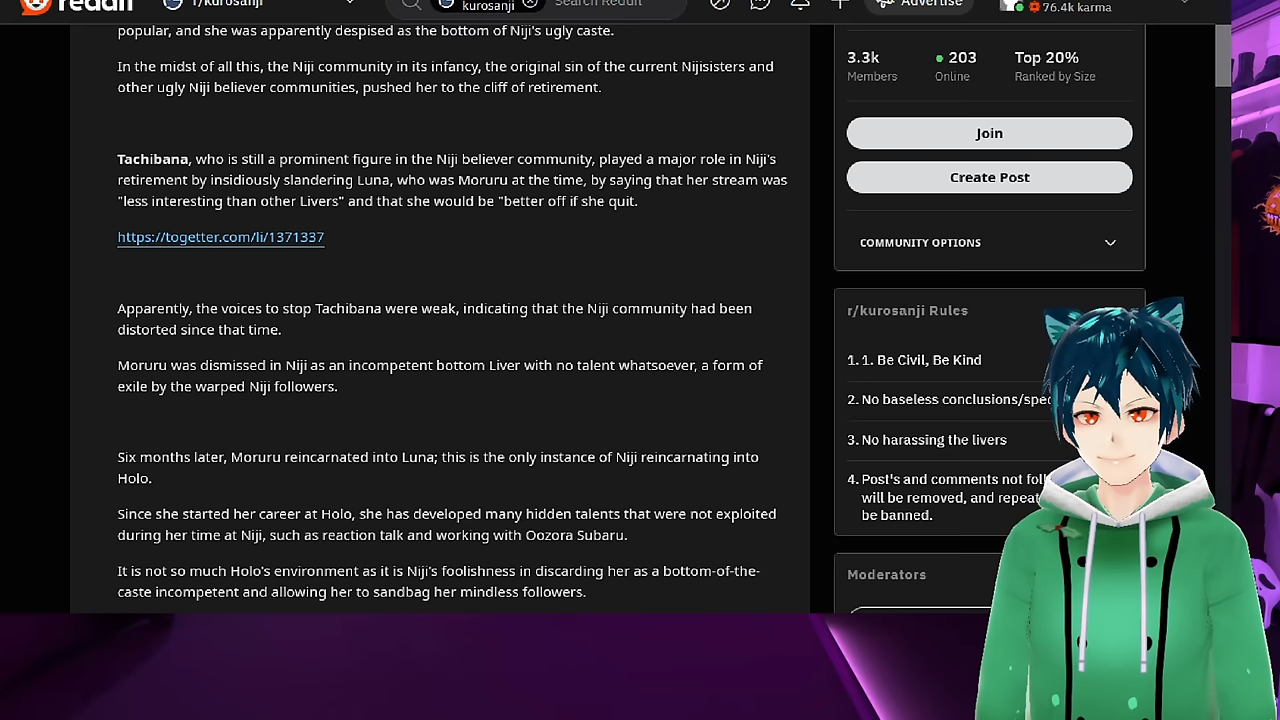 reddit
r/kurosanji
kurosanji
Search Reddit
Advertise
76.4k karma
popular, and she was apparently despised as the bottom of Niji's ugly caste.
In the midst of all this, the Niji community in its infancy, the original sin of the current Nijisisters and
other ugly Niji believer communities, pushed her to the cliff of retirement.
Tachibana, who is still a prominent figure in the Niji believer community, played a major role in Niji's
retirement by insidiously slandering Luna, who was Moruru at the time, by saying that her stream was
"less interesting than other Livers" and that she would be "better off if she quit.
https://togetter.com/li/1371337
Apparently, the voices to stop Tachibana were weak, indicating that the Niji community had been
distorted since that time.
Moruru was dismissed in Niji as an incompetent bottom Liver with no talent whatsoever, a form of
exile by the warped Niji followers.
Six months later, Moruru reincarnated into Luna; this is the only instance of Niji reincarnating into
Holo.
Since she started her career at Holo, she has developed many hidden talents that were not exploited
during her time at Niji, such as reaction talk and working with Oozora Subaru.
It is not so much Holo's environment as it is Niji's foolishness in discarding her as a bottom-of-the-
caste incompetent and allowing her to sandbag her mindless followers.
3.3k
203
Top 20%
Members
Online
Ranked by Size
Join
Create Post
COMMUNITY OPTIONS
r/kurosanji Rules
1. 1. Be Civil, Be Kind
2. No baseless conclusions/spec
3. No harassing the livers
4. Post's and comments not foll
will be removed, and repeat
be banned.
Moderators